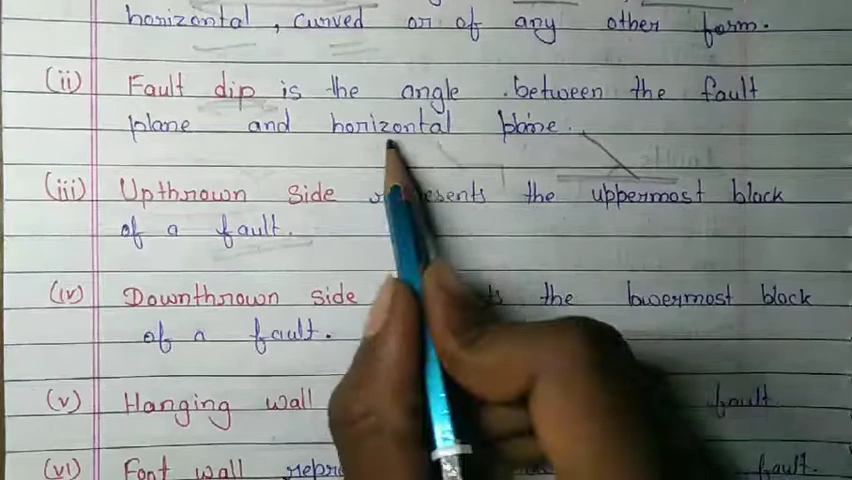 horizontal, curved or of any other form.
(ii) Fault dip is the angle between the fault
plane and horizontal plane.
(iii) Upthrown side represents the uppermost block
of a fault.
(iv) Downthrown side the lowermost block
of a fault.
(v) Hanging wall fault
(vi) Font wall fault.